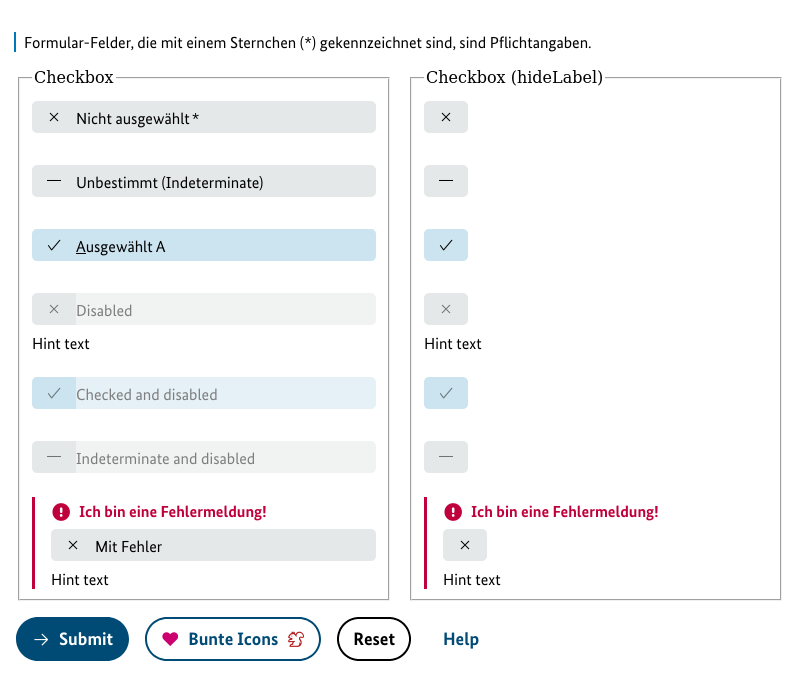 Formular-Felder, die mit einem Sternchen (*) gekennzeichnet sind, sind Pflichtangaben.
Checkbox
Nicht ausgewählt *
Unbestimmt (Indeterminate)
Ausgewählt A
Disabled
Hint text
Checked and disabled
Indeterminate and disabled
Ich bin eine Fehlermeldung!
Mit Fehler
Hint text
Checkbox (hideLabel)
Hint text
Ich bin eine Fehlermeldung!
Hint text
Submit
Bunte Icons
Reset
Help